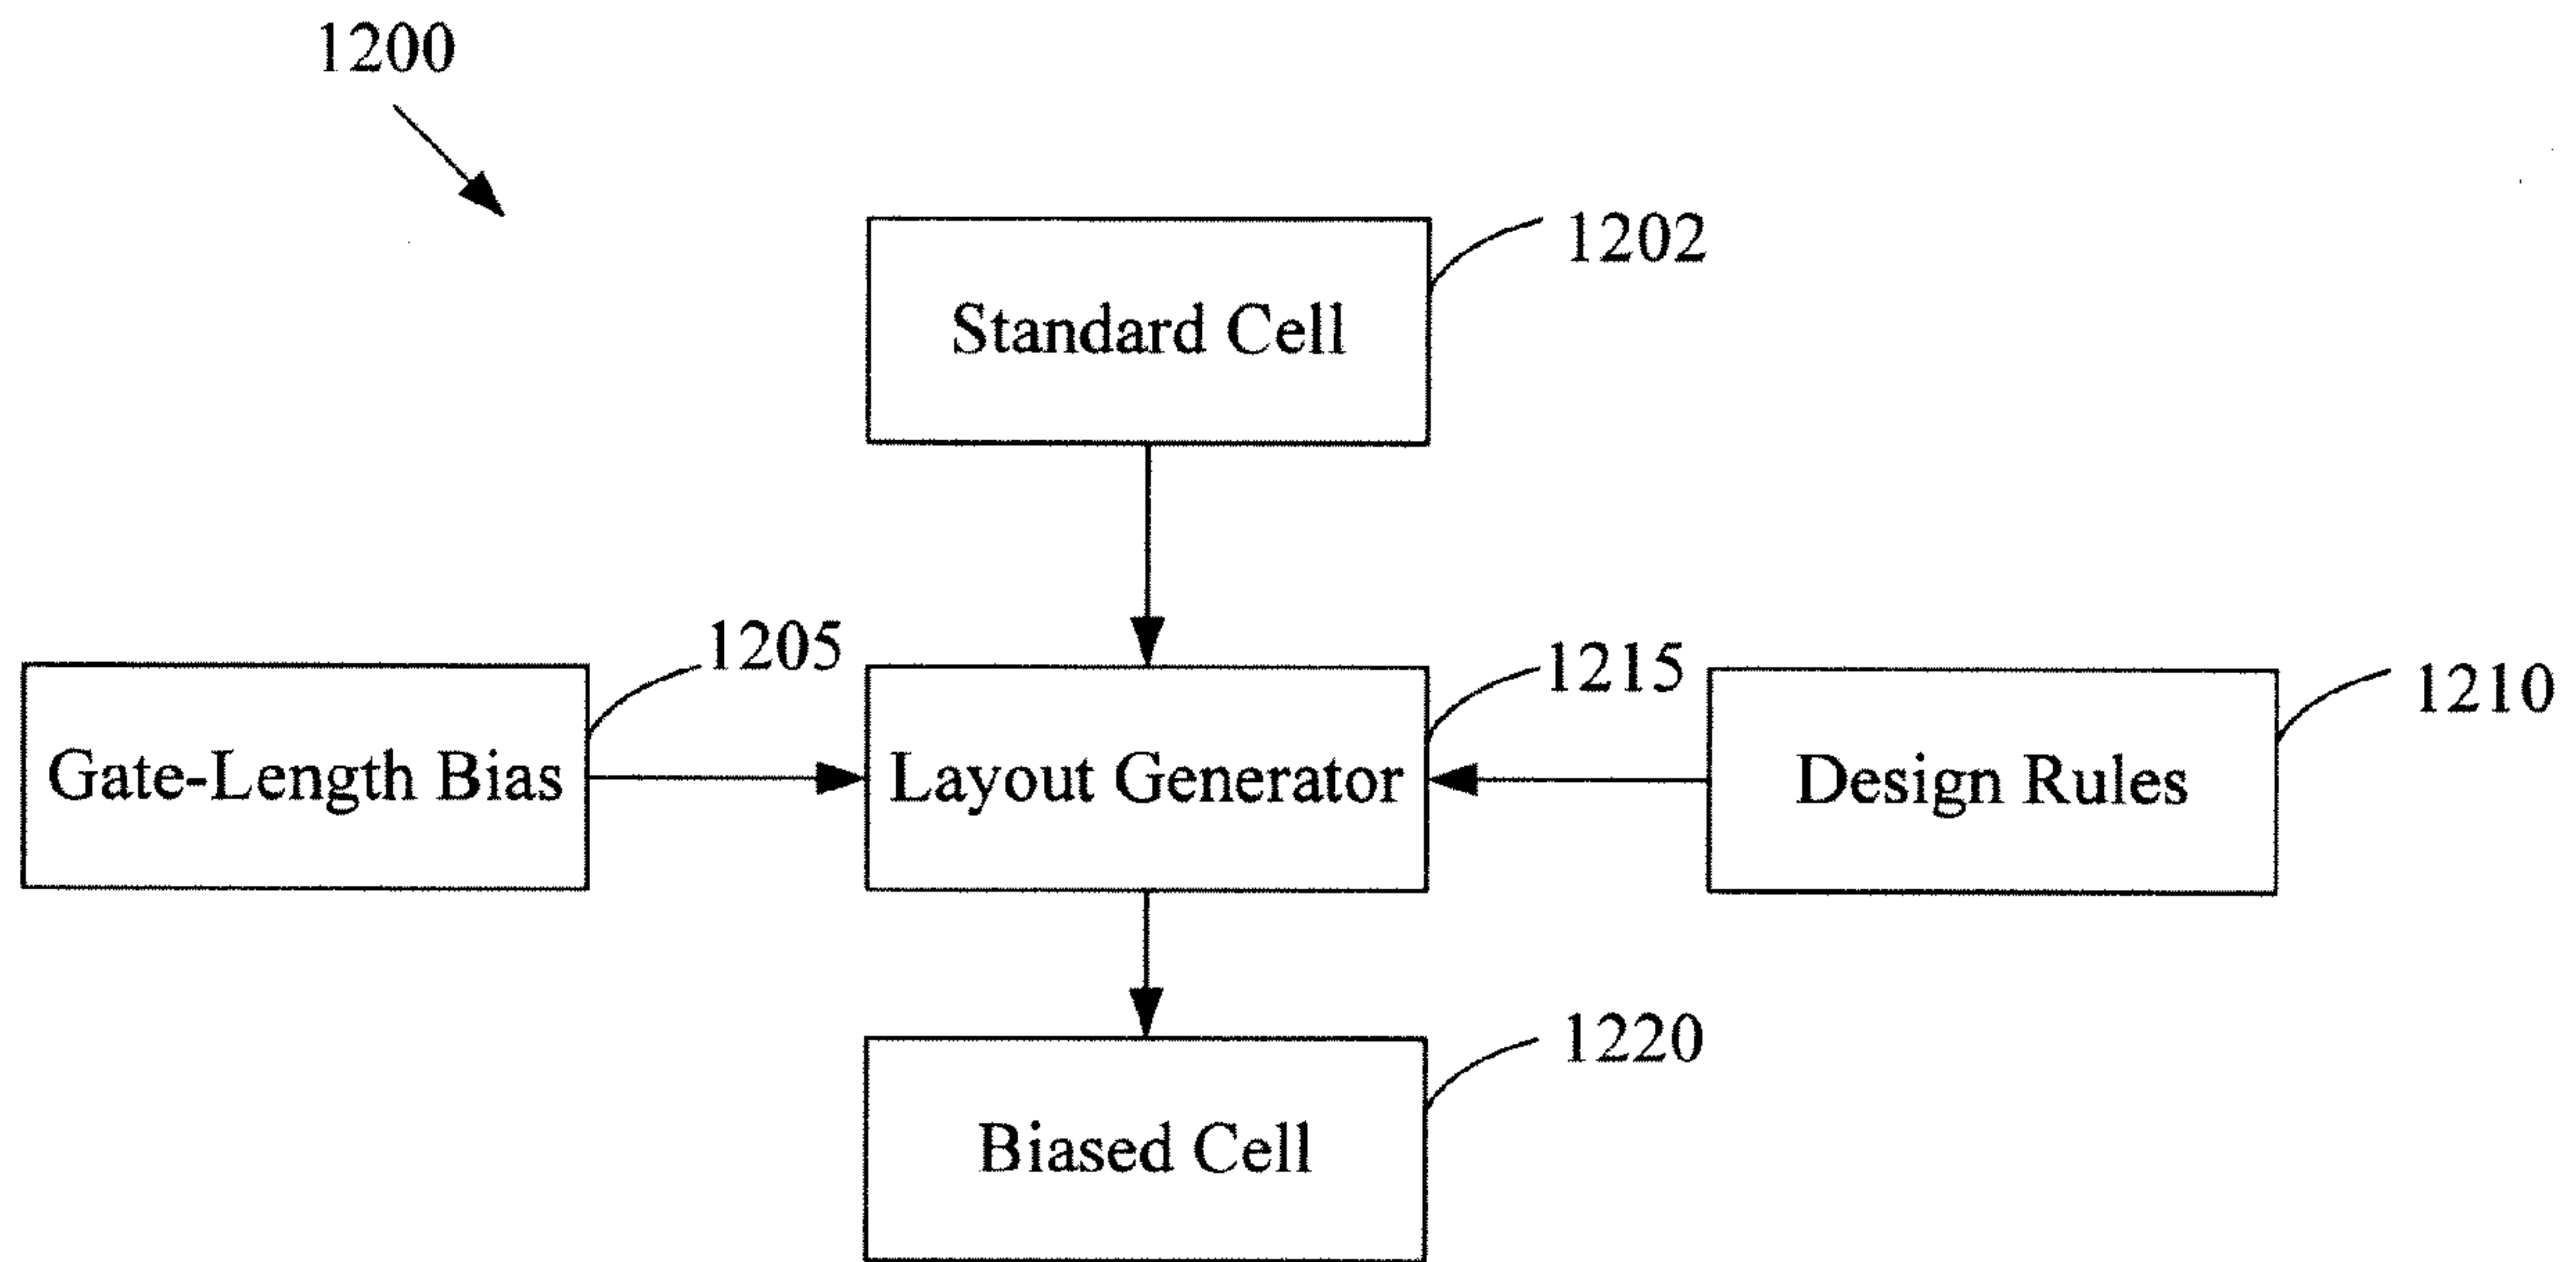 1200
1202
Standard Cell
1205
1215
1210
Gate-Length Bias
Layout Generator
Design Rules
1220
Biased Cell